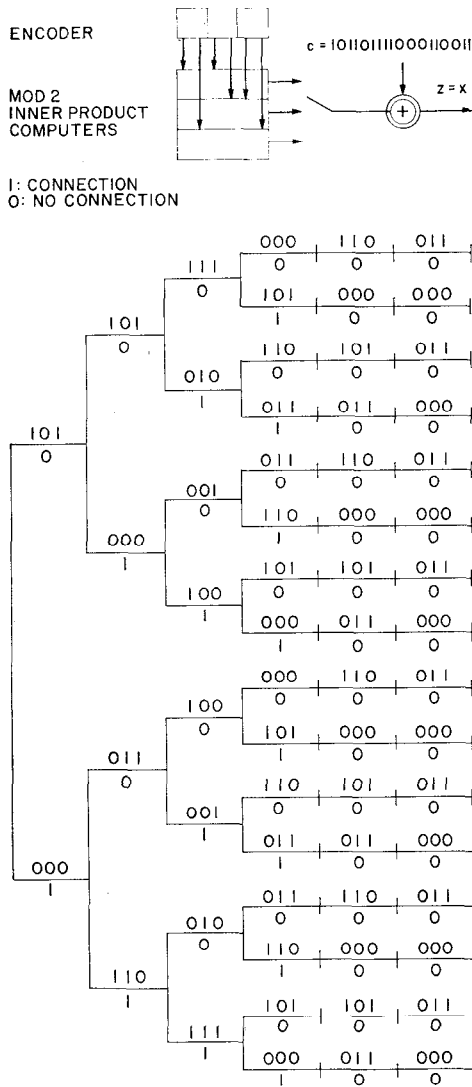 ENCODER
c = 101101111000110011
z = x
+
MOD 2
INNER PRODUCT
COMPUTERS
1: CONNECTION
0: NO CONNECTION
000 110 011
111 0 0 0
0 101 000 000
1 0 0
101
0 110 101 011
010 0 0 0
1 011 011 000
101 1 0 0
0 011 110 011
001 0 0 0
0 110 000 000
000 1 0 0
1 101 101 011
100 0 0 0
1 000 011 000
1 0 0
000 110 011
100 0 0 0
0 101 000 000
011 1 0 0
0 110 101 011
001 0 0 0
1 011 011 000
000 1 0 0
1 011 110 011
010 0 0 0
0 110 000 000
110 1 0 0
1 101 101 011
111 0 0 0
1 000 011 000
1 0 0